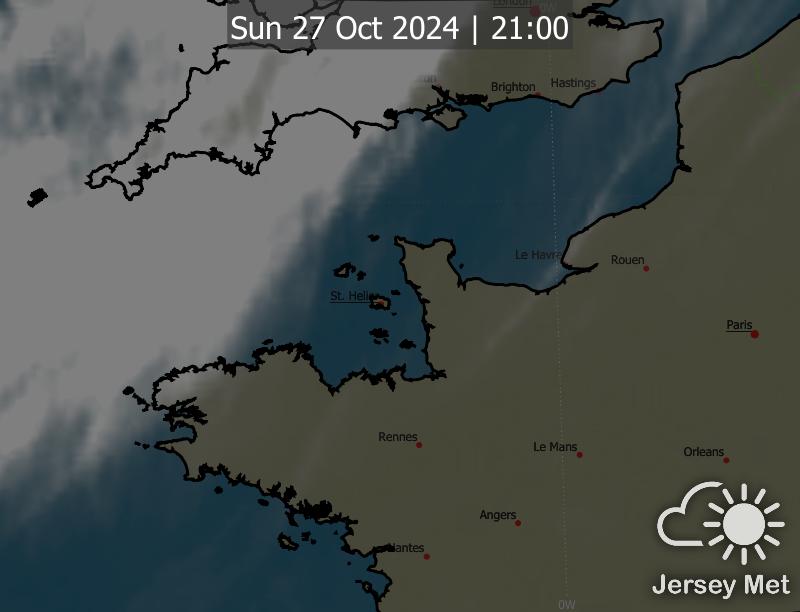 London
0W
Sun 27 Oct 2024 | 21:00
Brighton
Hastings
Le Havre
Rouen
St. Helier
Paris
Rennes
Le Mans
Orleans
Angers
Nantes
Jersey Met
0W